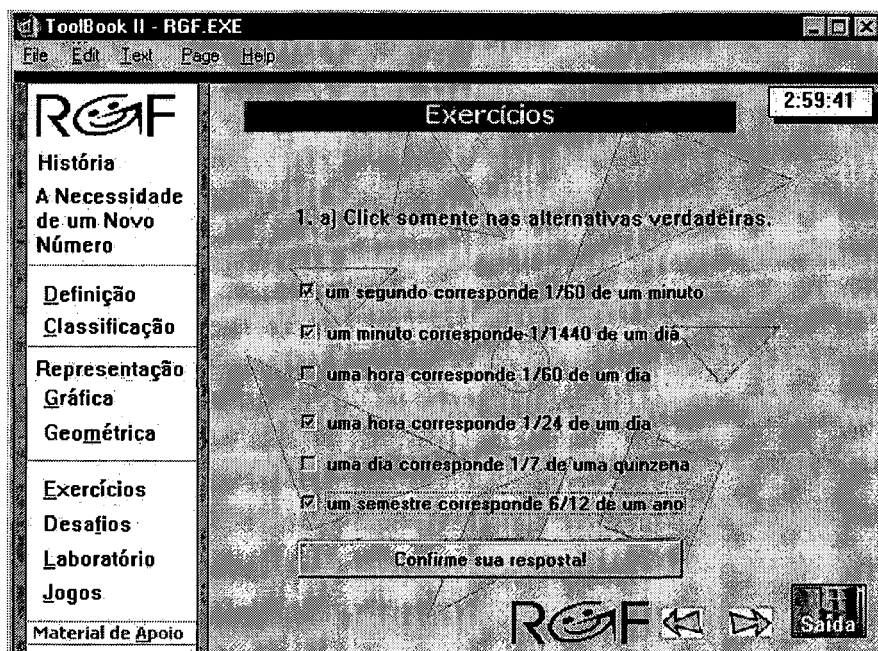 ToolBook II - RGF.EXE
File Edit Text Page Help
RGF
História
A Necessidade
de um Novo
Número
Definição
Classificação
Representação
Gráfica
Geométrica
Exercícios
Desafios
Laboratório
Jogos
Material de Apoio
Exercícios
2:59:41
1. a) Click somente nas alternativas verdadeiras.
um segundo corresponde 1/60 de um minuto
um minuto corresponde 1/1440 de um dia
uma hora corresponde 1/60 de um dia
uma hora corresponde 1/24 de um dia
uma dia corresponde 1/7 de uma quinzena
um semestre corresponde 6/12 de um ano
Confirme sua resposta!
RGF
Saída